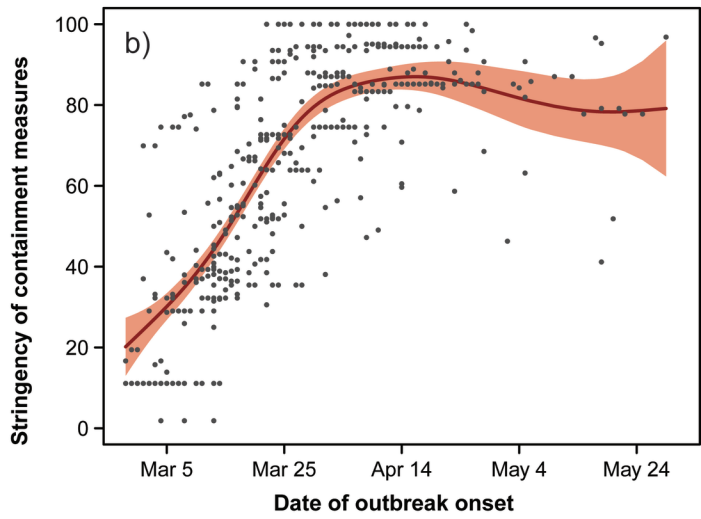 b)
Stringency of containment measures
100
80
60
40
20
0
Mar 5
Mar 25
Apr 14
May 4
May 24
Date of outbreak onset